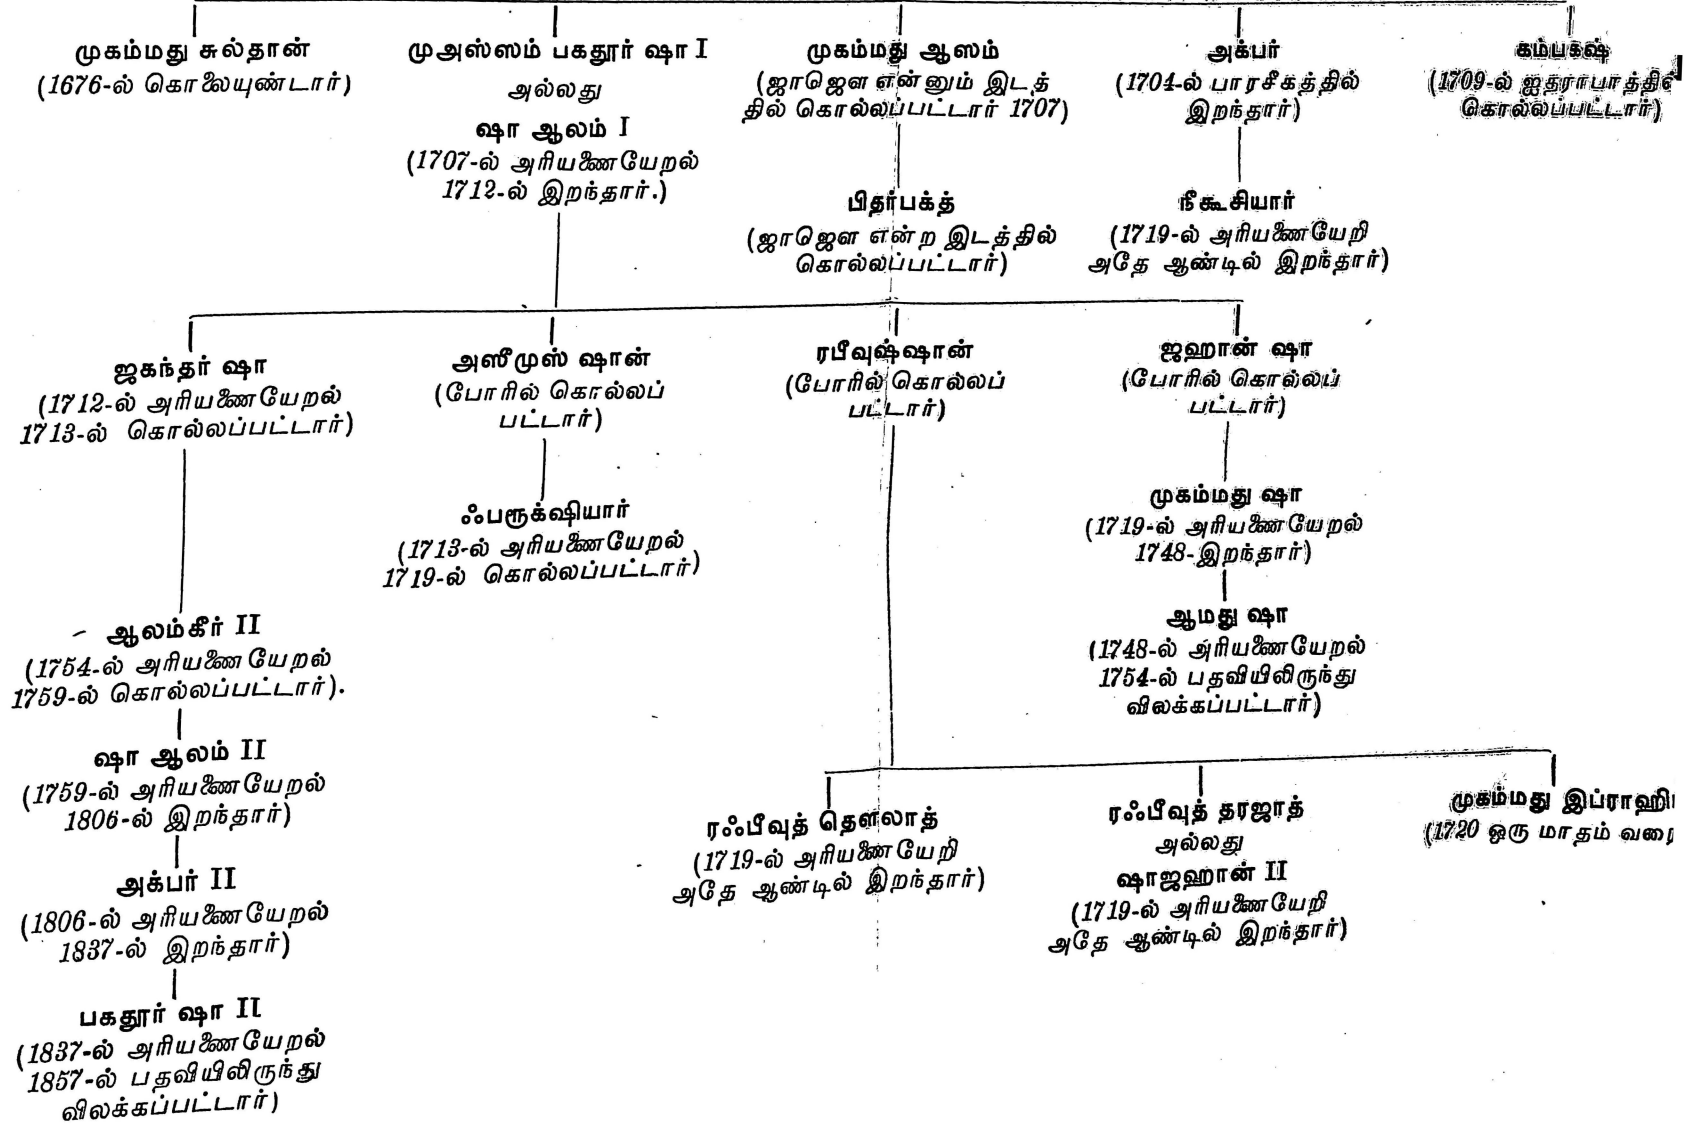 முகம்மது சுல்தான்
(1676-ல் கொலையுண்டார்)
முஅஸ்ஸம் பகதூர் ஷா I
அல்லது
ஷா ஆலம் I
(1707-ல் அரியணையேறல்
1712-ல் இறந்தார்.)
முகம்மது ஆஸம்
(ஜாஜௌ என்னும் இடத்
தில் கொல்லப்பட்டார் 1707)
அக்பர்
(1704-ல் பாரசீகத்தில்
இறந்தார்)
கம்பக்ஷ்
(1709-ல் ஐதராபாத்தில்
கொல்லப்பட்டார்)
பிதர்பக்த்
(ஜாஜௌ என்ற இடத்தில்
கொல்லப்பட்டார்)
நீகூசியார்
(1719-ல் அரியணையேறி
அதே ஆண்டில் இறந்தார்)
ஜகந்தர் ஷா
(1712-ல் அரியணையேறல்
1713-ல் கொல்லப்பட்டார்)
அஸீமுஸ் ஷான்
(போரில் கொல்லப்
பட்டார்)
ரபீவுஷ்ஷான்
(போரில் கொல்லப்
பட்டார்)
ஜஹான் ஷா
(போரில் கொல்லப்
பட்டார்)
ஃபரூக்ஷியார்
(1713-ல் அரியணையேறல்
1719-ல் கொல்லப்பட்டார்)
முகம்மது ஷா
(1719-ல் அரியணையேறல்
1748-இறந்தார்)
ஆமது ஷா
(1748-ல் அரியணையேறல்
1754-ல் பதவியிலிருந்து
விலக்கப்பட்டார்)
ஆலம்கீர் II
(1754-ல் அரியணையேறல்
1759-ல் கொல்லப்பட்டார்).
ஷா ஆலம் II
(1759-ல் அரியணையேறல்
1806-ல் இறந்தார்)
அக்பர் II
(1806-ல் அரியணையேறல்
1837-ல் இறந்தார்)
பகதூர் ஷா II
(1837-ல் அரியணையேறல்
1857-ல் பதவியிலிருந்து
விலக்கப்பட்டார்)
ரஃபீவுத் தௌலாத்
(1719-ல் அரியணையேறி
அதே ஆண்டில் இறந்தார்)
ரஃபீவுத் தரஜாத்
அல்லது
ஷாஜஹான் II
(1719-ல் அரியணையேறி
அதே ஆண்டில் இறந்தார்)
முகம்மது
(1720 ஒரு மாதம் வரை